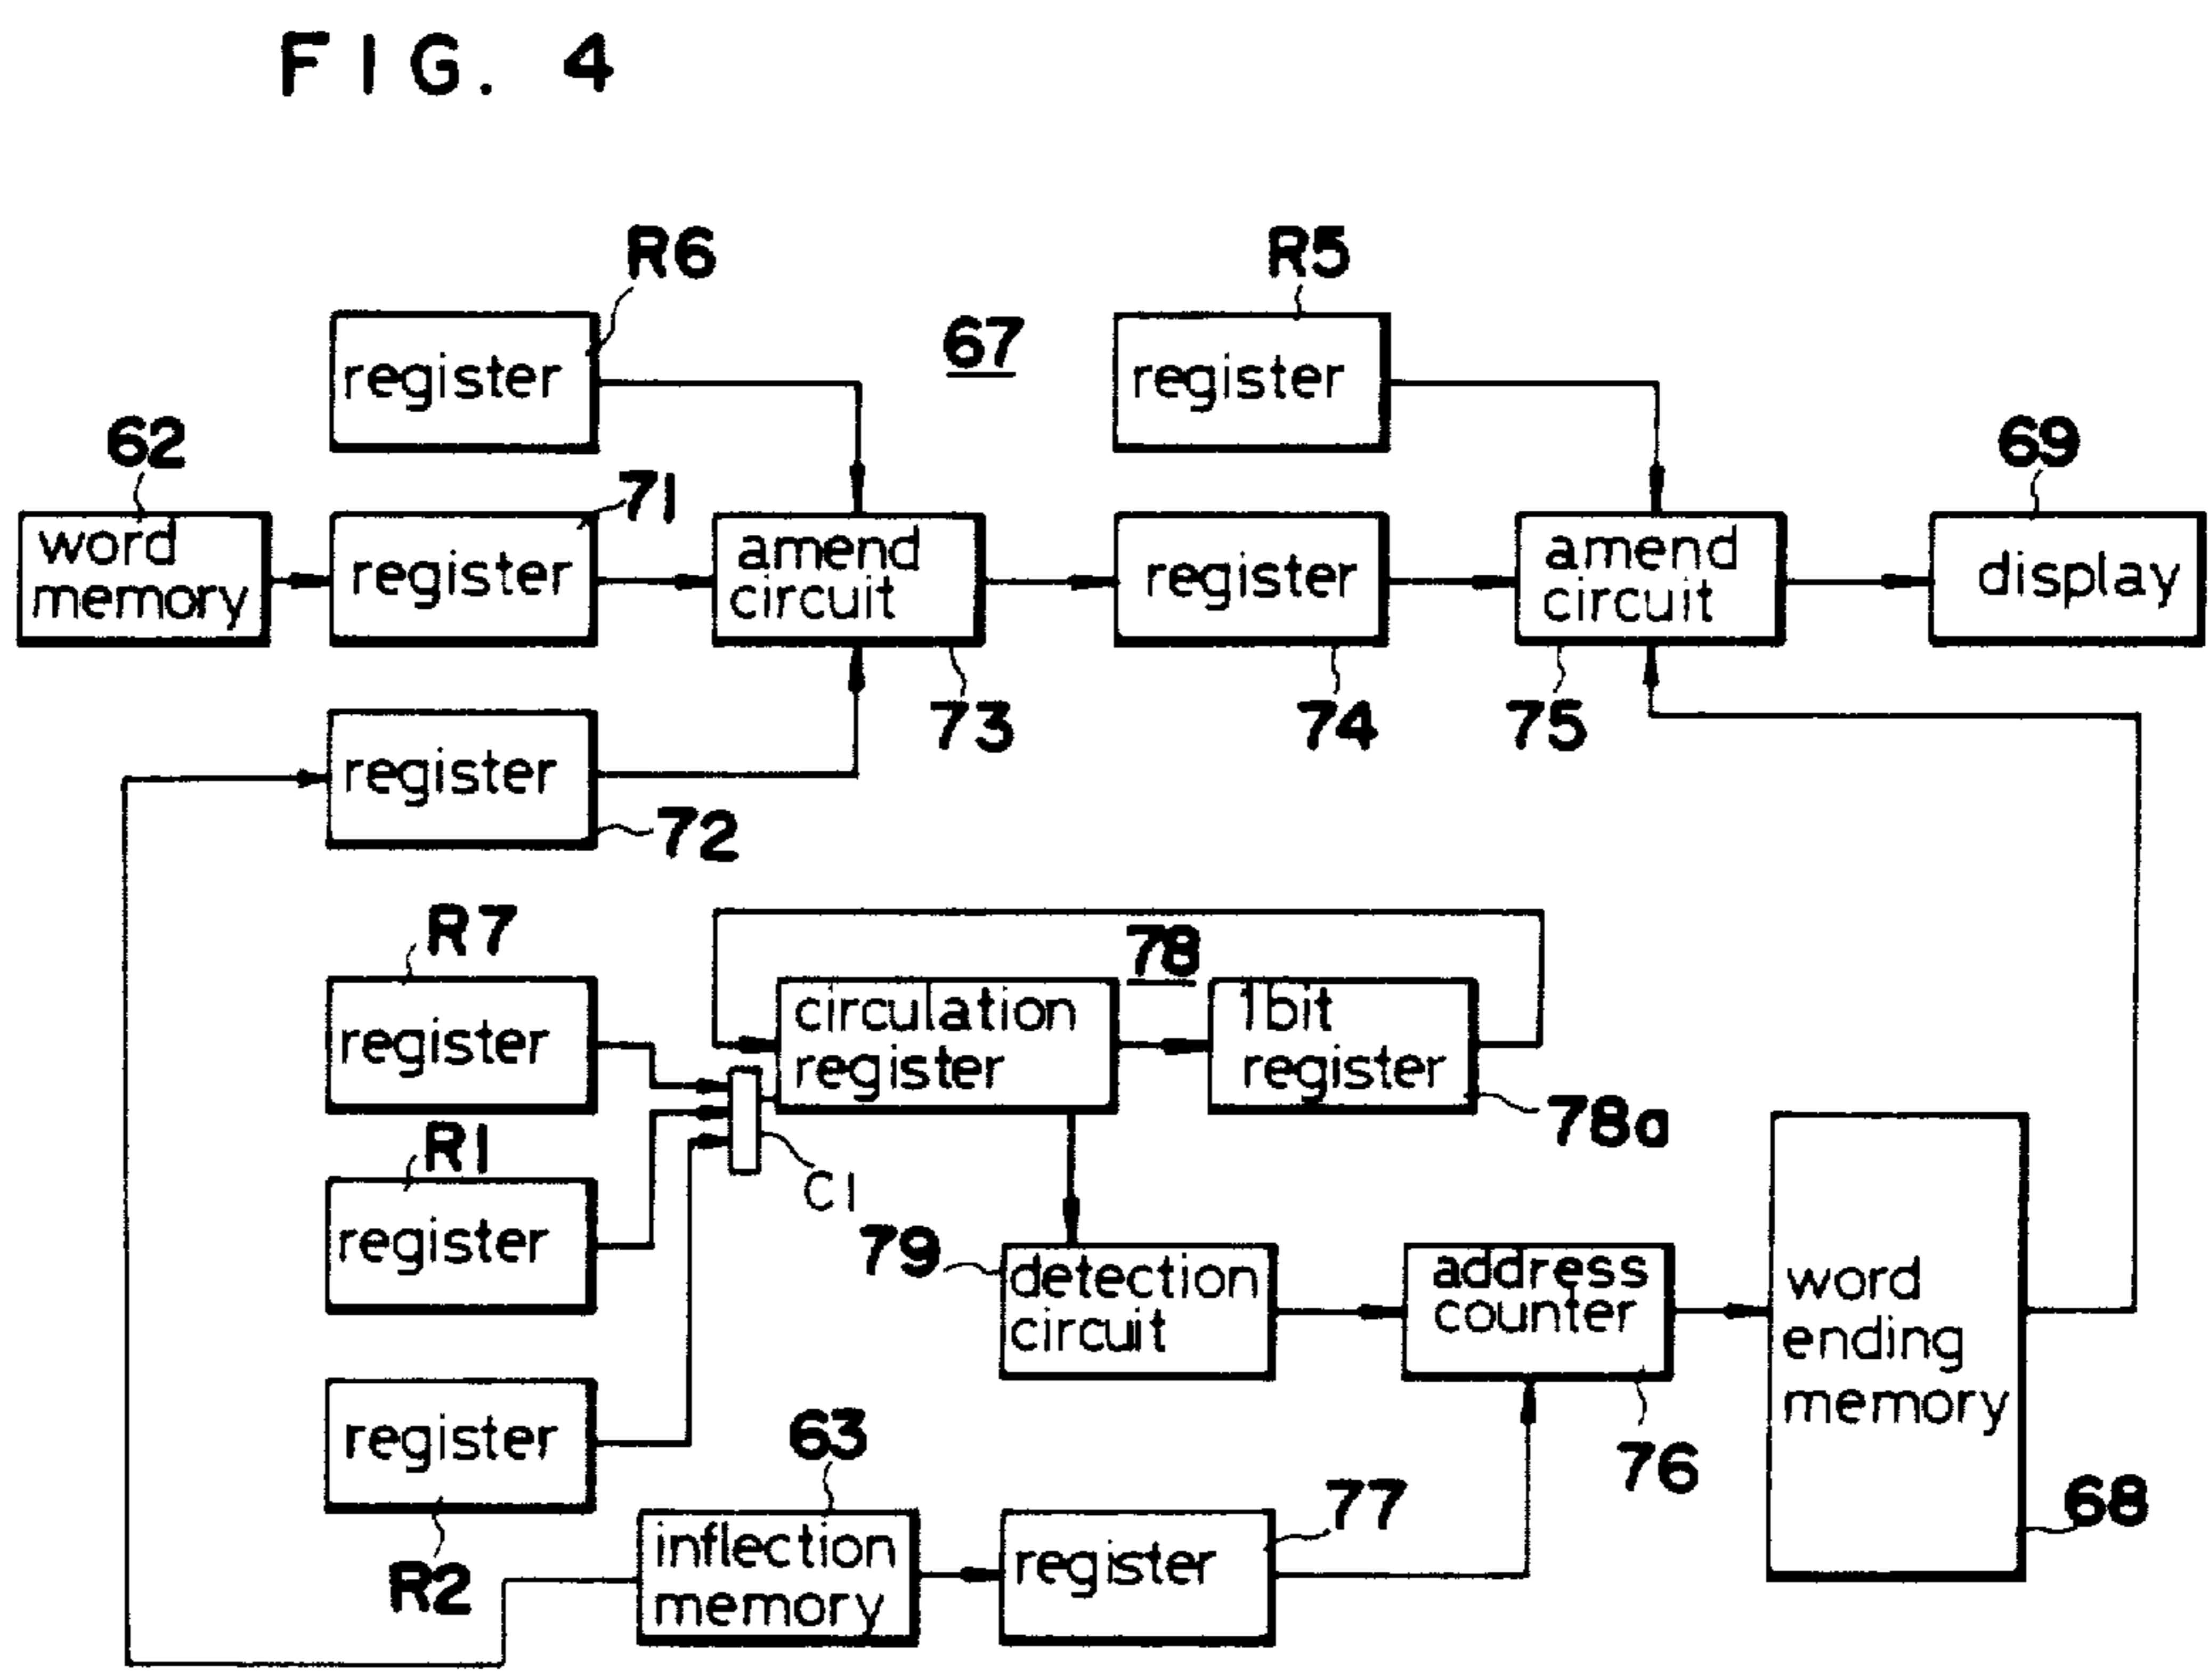 FIG. 4
R6
R5
register
67
register
62
71
69
word
memory
register
amend
circuit
register
amend
circuit
display
73
74
75
register
72
R7
78
register
circulation
register
1bit
register
78a
R1
C1
register
79
detection
circuit
address
counter
word
ending
memory
register
63
76
77
68
R2
inflection
memory
register